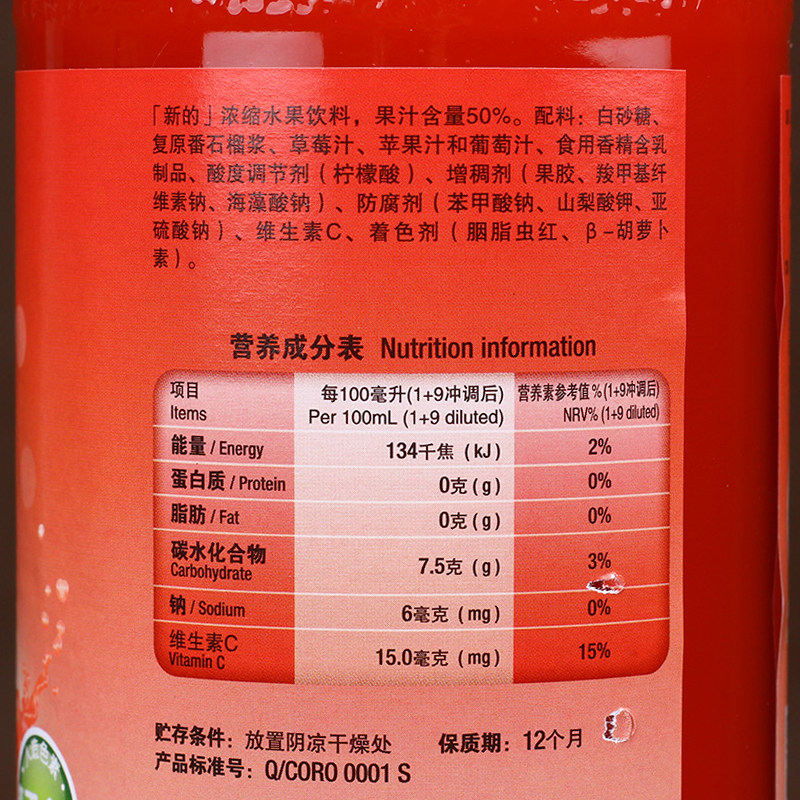 「新的」浓缩水果饮料，果汁含量50%。配料：白砂糖、
复原番石榴浆、草莓汁、苹果汁和葡萄汁、食用香精含乳
制品、酸度调节剂（柠檬酸）、增稠剂（果胶、羧甲基纤
维素钠、海藻酸钠）、防腐剂（苯甲酸钠、山梨酸钾、亚
硫酸钠）、维生素C、着色剂（胭脂虫红、β-胡萝卜
素）。
营养成分表 Nutrition information
项目 每100毫升(1+9冲调后) 营养素参考值%(1+9冲调后)
Items Per 100mL (1+9 diluted) NRV% (1+9 diluted)
能量 / Energy 134千焦 (kJ) 2%
蛋白质 / Protein 0克 (g) 0%
脂肪 / Fat 0克 (g) 0%
碳水化合物 7.5克 (g) 3%
Carbohydrate
钠 / Sodium 6毫克 (mg) 0%
维生素C 15.0毫克 (mg) 15%
Vitamin C
贮存条件：放置阴凉干燥处 保质期：12个月
产品标准号：Q/CORO 0001 S